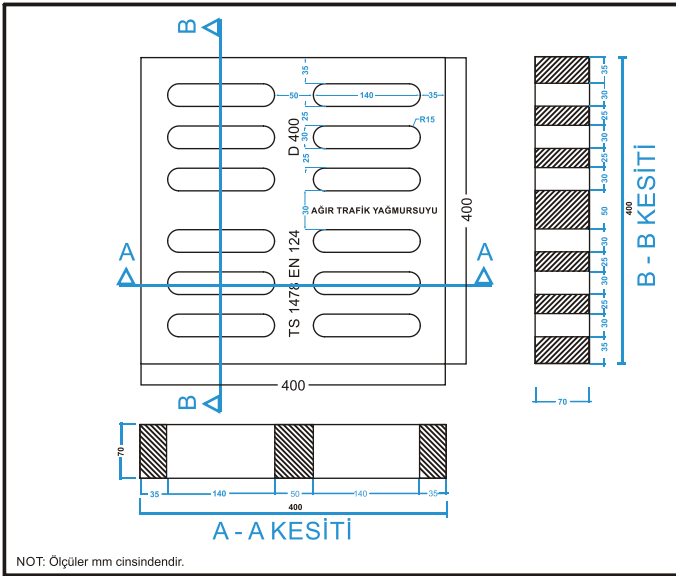 B
35
50
140
35
25
R15
30
D 400
25
30
AĞIR TRAFİK YAĞMURSUYU
A
A
TS 1478 EN 124
400
400
B
35
30
25
30
25
30
50
30
25
30
25
30
35
400
B - B KESİTİ
70
70
35
140
50
140
35
400
A - A KESİTİ
NOT: Ölçüler mm cinsindendir.